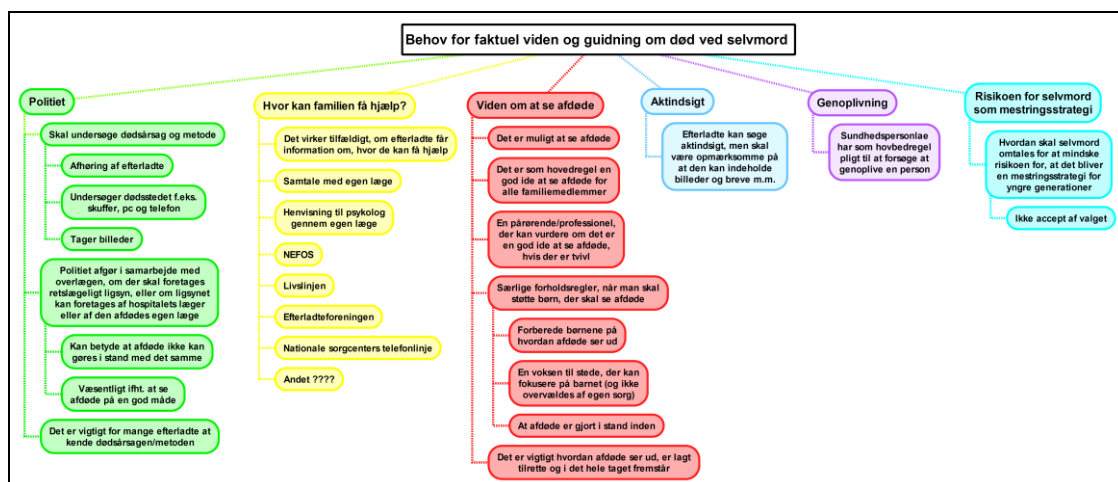 Behov for faktuel viden og guidning om død ved selvmord
Politiet
Skal undersøge dødsårsag og metode
Afhøring af efterladte
Undersøger dødsstedet f.eks.
skuffer, pc og telefon
Tager billeder
Politiet afgør i samarbejde med
overlægen, om der skal foretages
retslægeligt ligsyn, eller om ligsynet
kan foretages af hospitalets læger
eller af den afdødes egen læge
Kan betyde at afdøde ikke kan
gøres i stand med det samme
Væsentligt ifht. at se
afdøde på en god måde
Det er vigtigt for mange efterladte at
kende dødsårsagen/metoden
Hvor kan familien få hjælp?
Det virker tilfældigt, om efterladte får
information om, hvor de kan få hjælp
Samtale med egen læge
Henvisning til psykolog
gennem egen læge
NEFOS
Livslinjen
Efterladteforeningen
Nationale sorgcenters telefonlinje
Andet ????
Viden om at se afdøde
Det er muligt at se afdøde
Det er som hovedregel en
god ide at se afdøde for
alle familiemedlemmer
En pårørende/professionel,
der kan vurdere om det er
en god ide at se afdøde,
hvis der er tvivl
Særlige forholdsregler, når man skal
støtte børn, der skal se afdøde
Forberede børnene på
hvordan afdøde ser ud
En voksen til stede, der kan
fokusere på barnet (og ikke
overvældes af egen sorg)
At afdøde er gjort i stand inden
Det er vigtigt hvordan afdøde ser ud, er lagt
tilrette og i det hele taget fremstår
Aktindsigt
Efterladte kan søge
aktindsigt, men skal
være opmærksomme på
at den kan indeholde
billeder og breve m.m.
Genoplivning
Sundhedspersonlae
har som hovbedregel
pligt til at forsøge at
genoplive en person
Risikoen for selvmord
som mestringsstrategi
Hvordan skal selvmord
omtales for at mindske
risikoen for, at det bliver
en mestringsstrategi for
yngre generationer
Ikke accept af valget